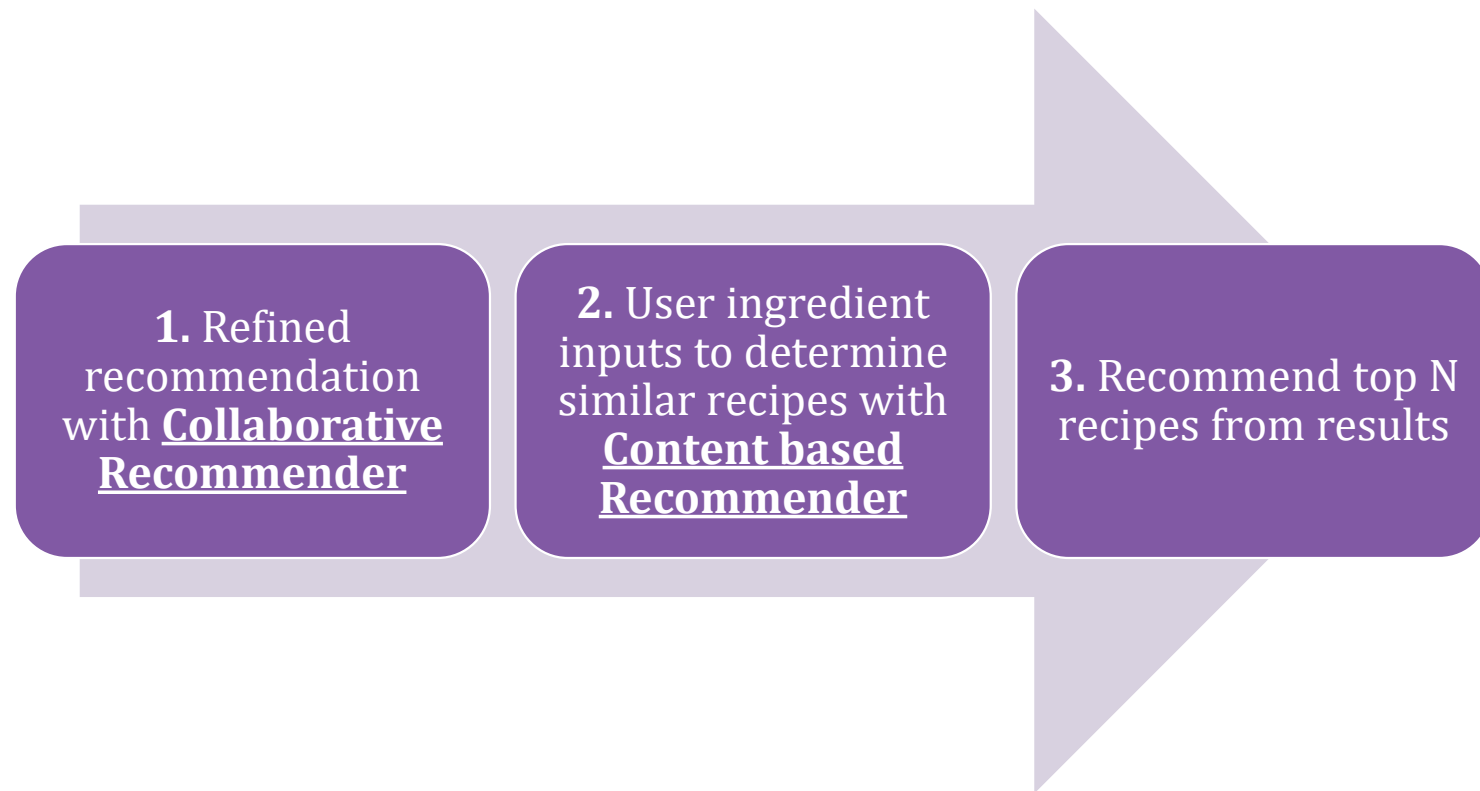 1. Refined
recommendation
with Collaborative
Recommender
2. User ingredient
inputs to determine
similar recipes with
Content based
Recommender
3. Recommend top N
recipes from results